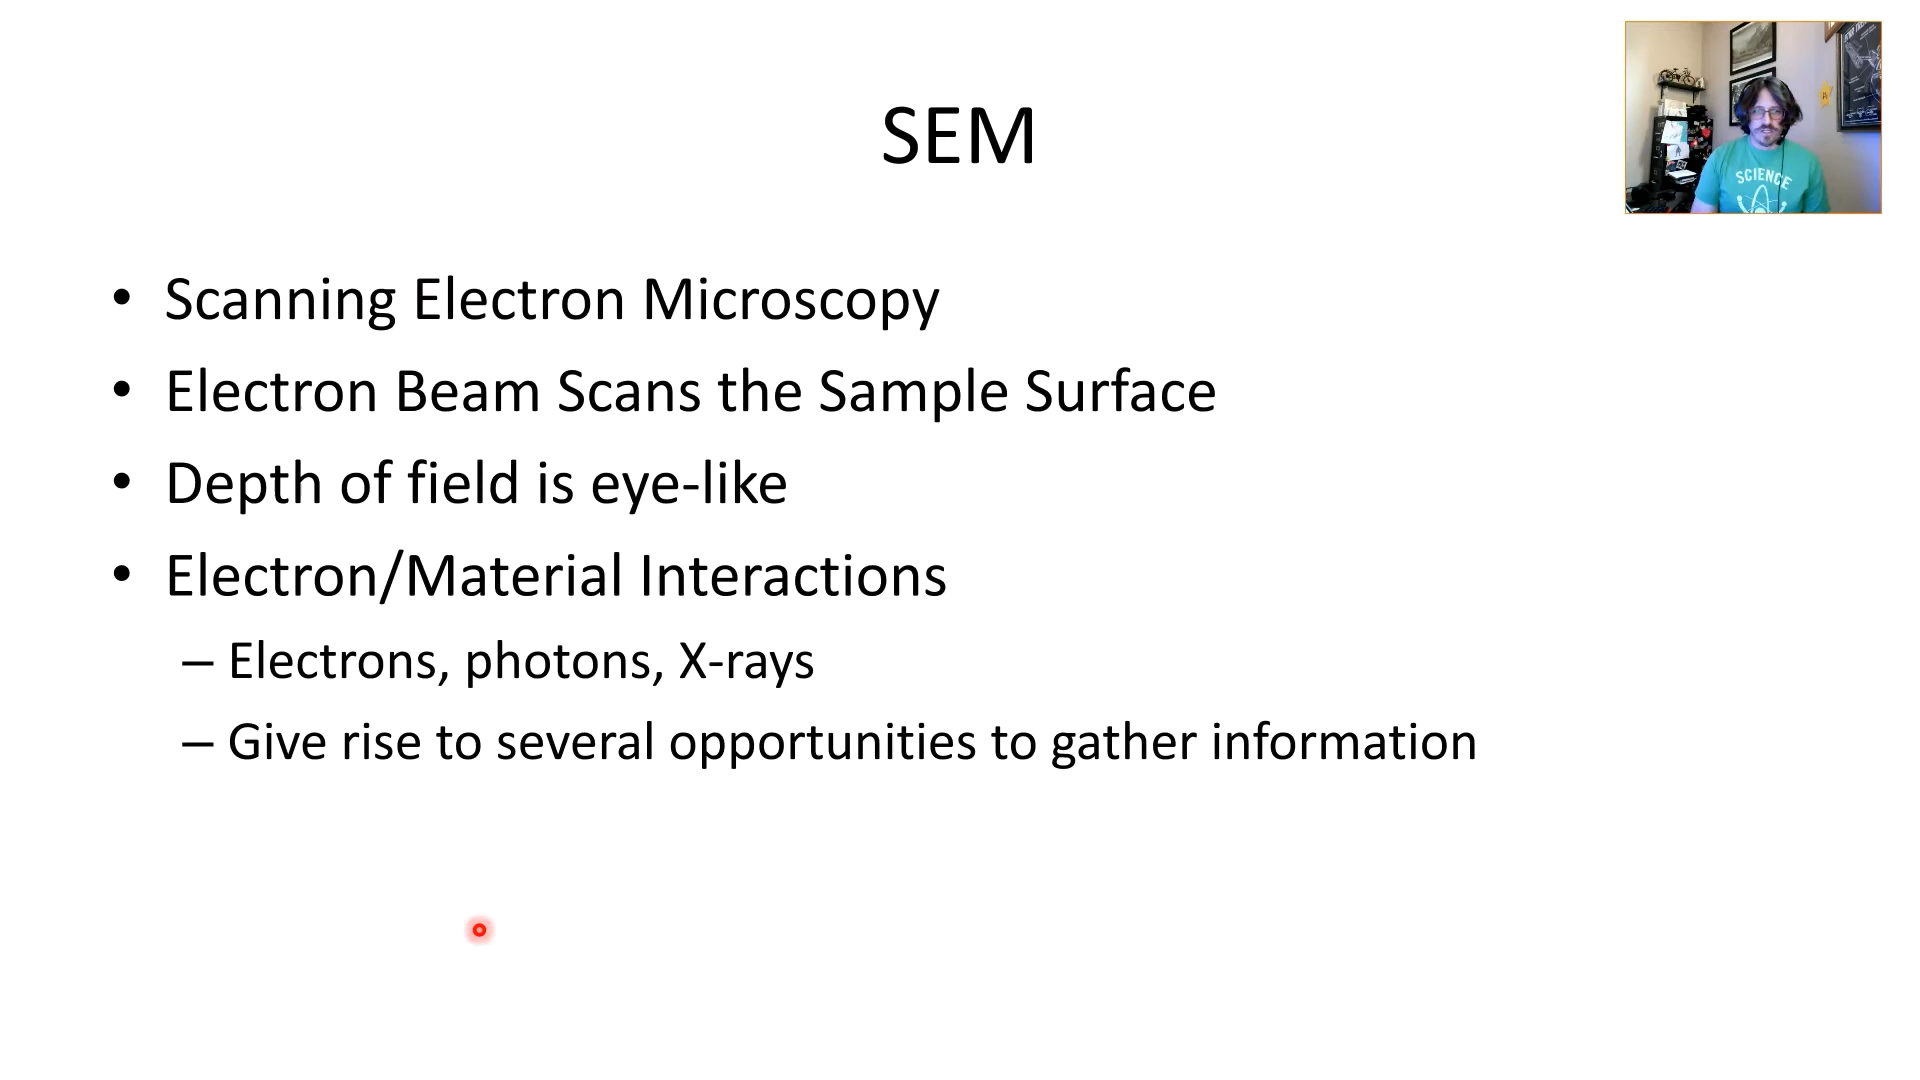 SEM
SCIENCE
• Scanning Electron Microscopy
• Electron Beam Scans the Sample Surface
• Depth of field is eye-like
• Electron/Material Interactions
– Electrons, photons, X-rays
– Give rise to several opportunities to gather information